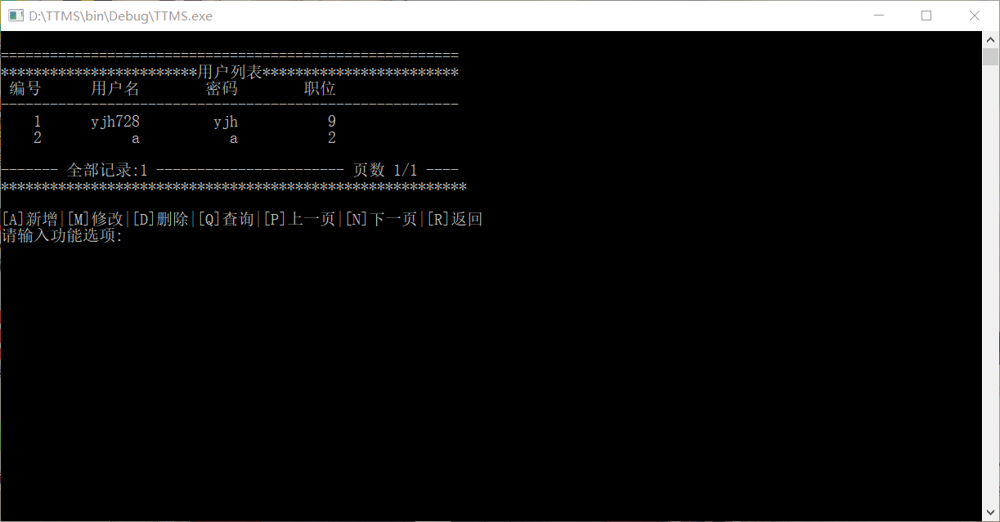 D:\TTMS\bin\Debug\TTMS.exe
========================================================
************************用户列表************************
编号 用户名 密码 职位
--------------------------------------------------------
1 yjh728 yjh 9
2 a a 2
------- 全部记录:1 ----------------------- 页数 1/1 ----
*********************************************************
[A]新增|[M]修改|[D]删除|[Q]查询|[P]上一页|[N]下一页|[R]返回
请输入功能选项: